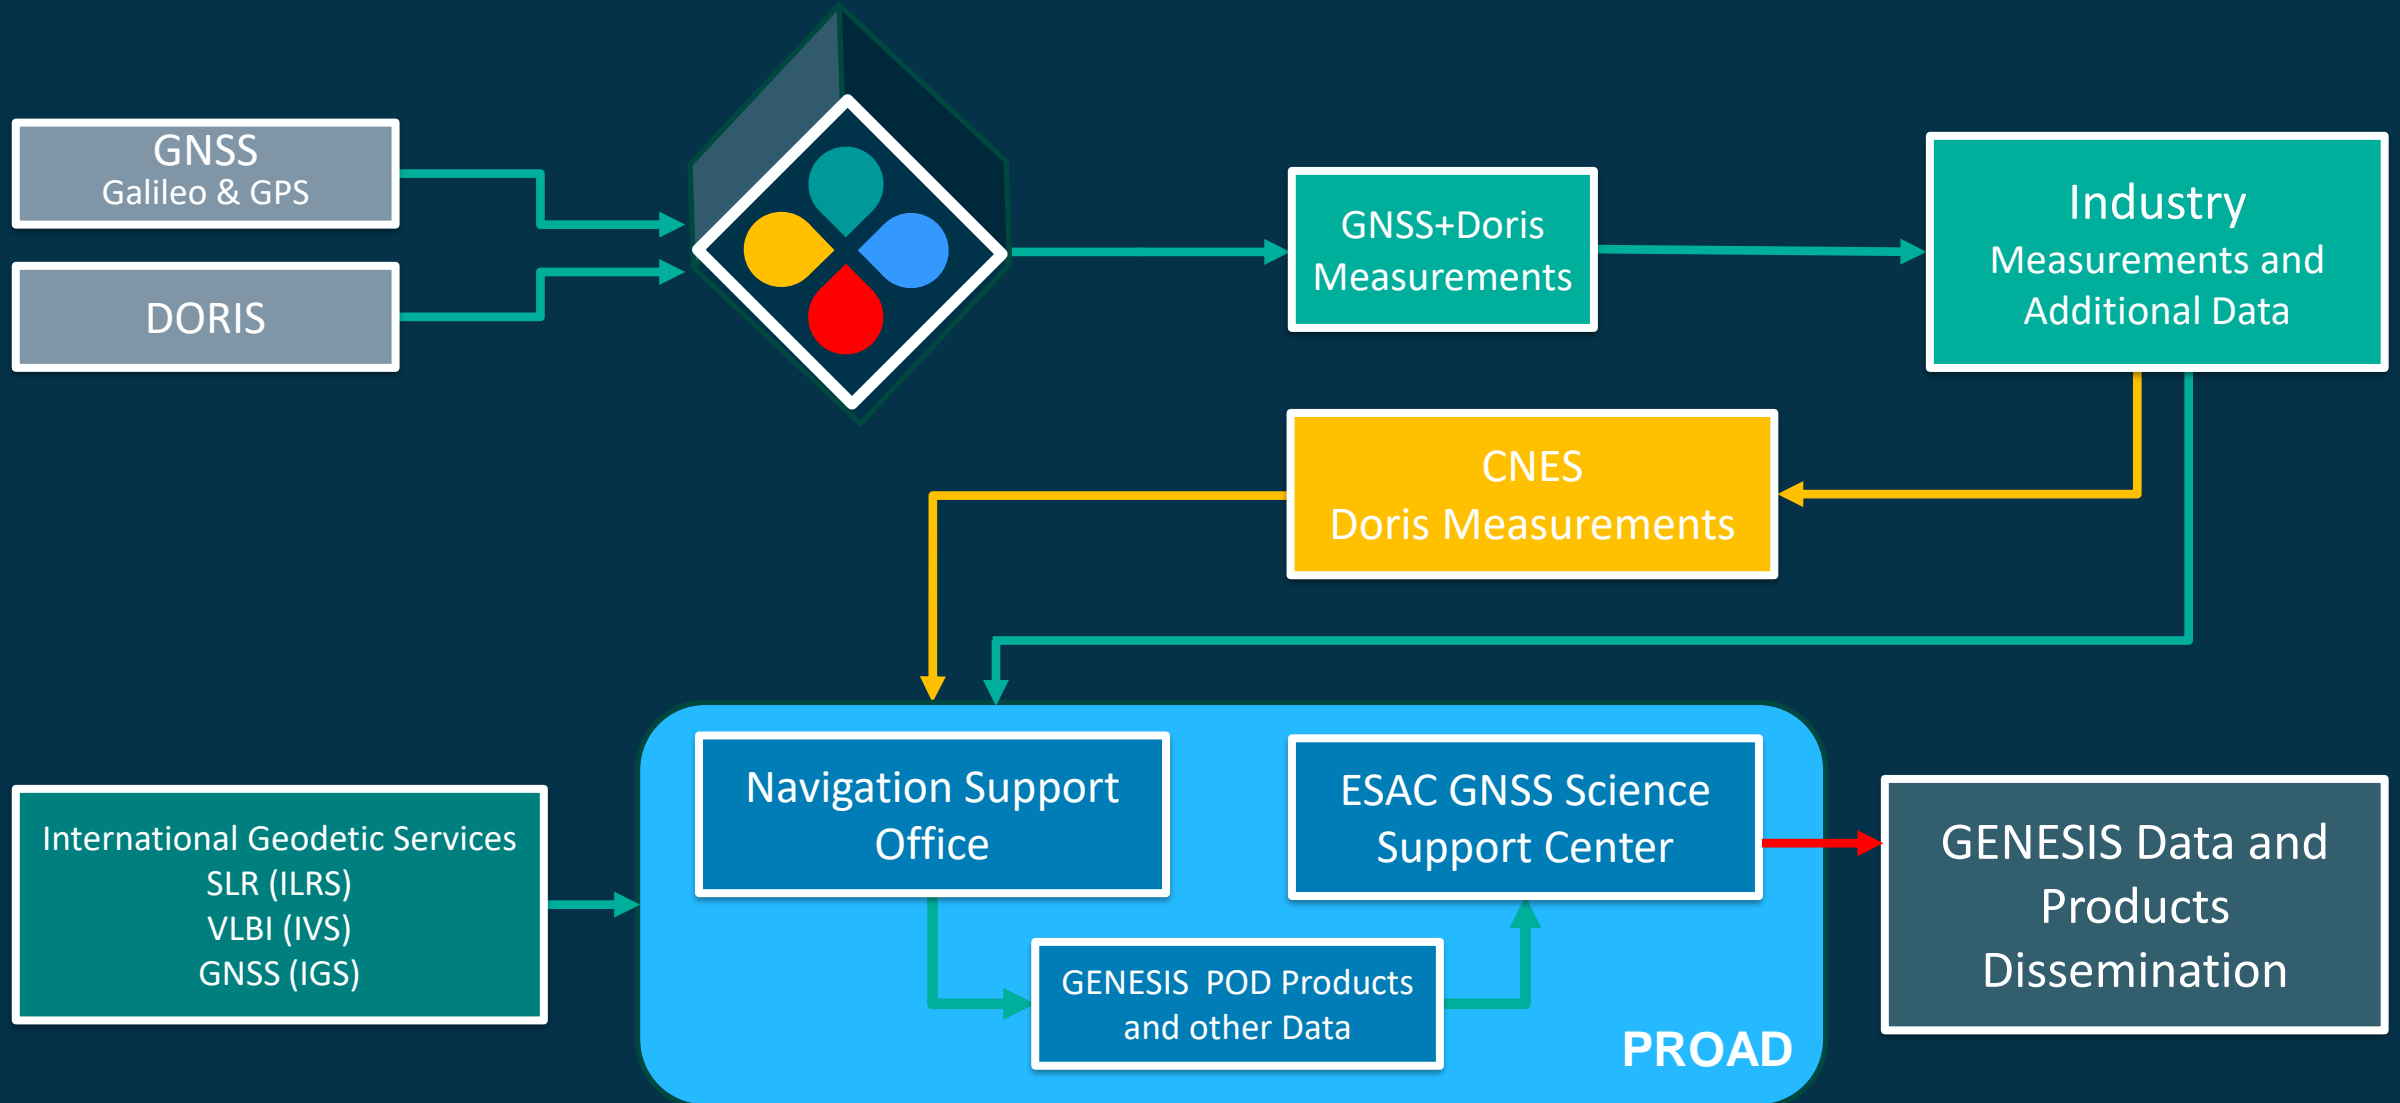 GNSS
Galileo & GPS
DORIS
GNSS+Doris
Measurements
Industry
Measurements and
Additional Data
CNES
Doris Measurements
International Geodetic Services
SLR (ILRS)
VLBI (IVS)
GNSS (IGS)
Navigation Support
Office
GENESIS  POD Products
and other Data
ESAC GNSS Science
Support Center
PROAD
GENESIS Data and
Products
Dissemination